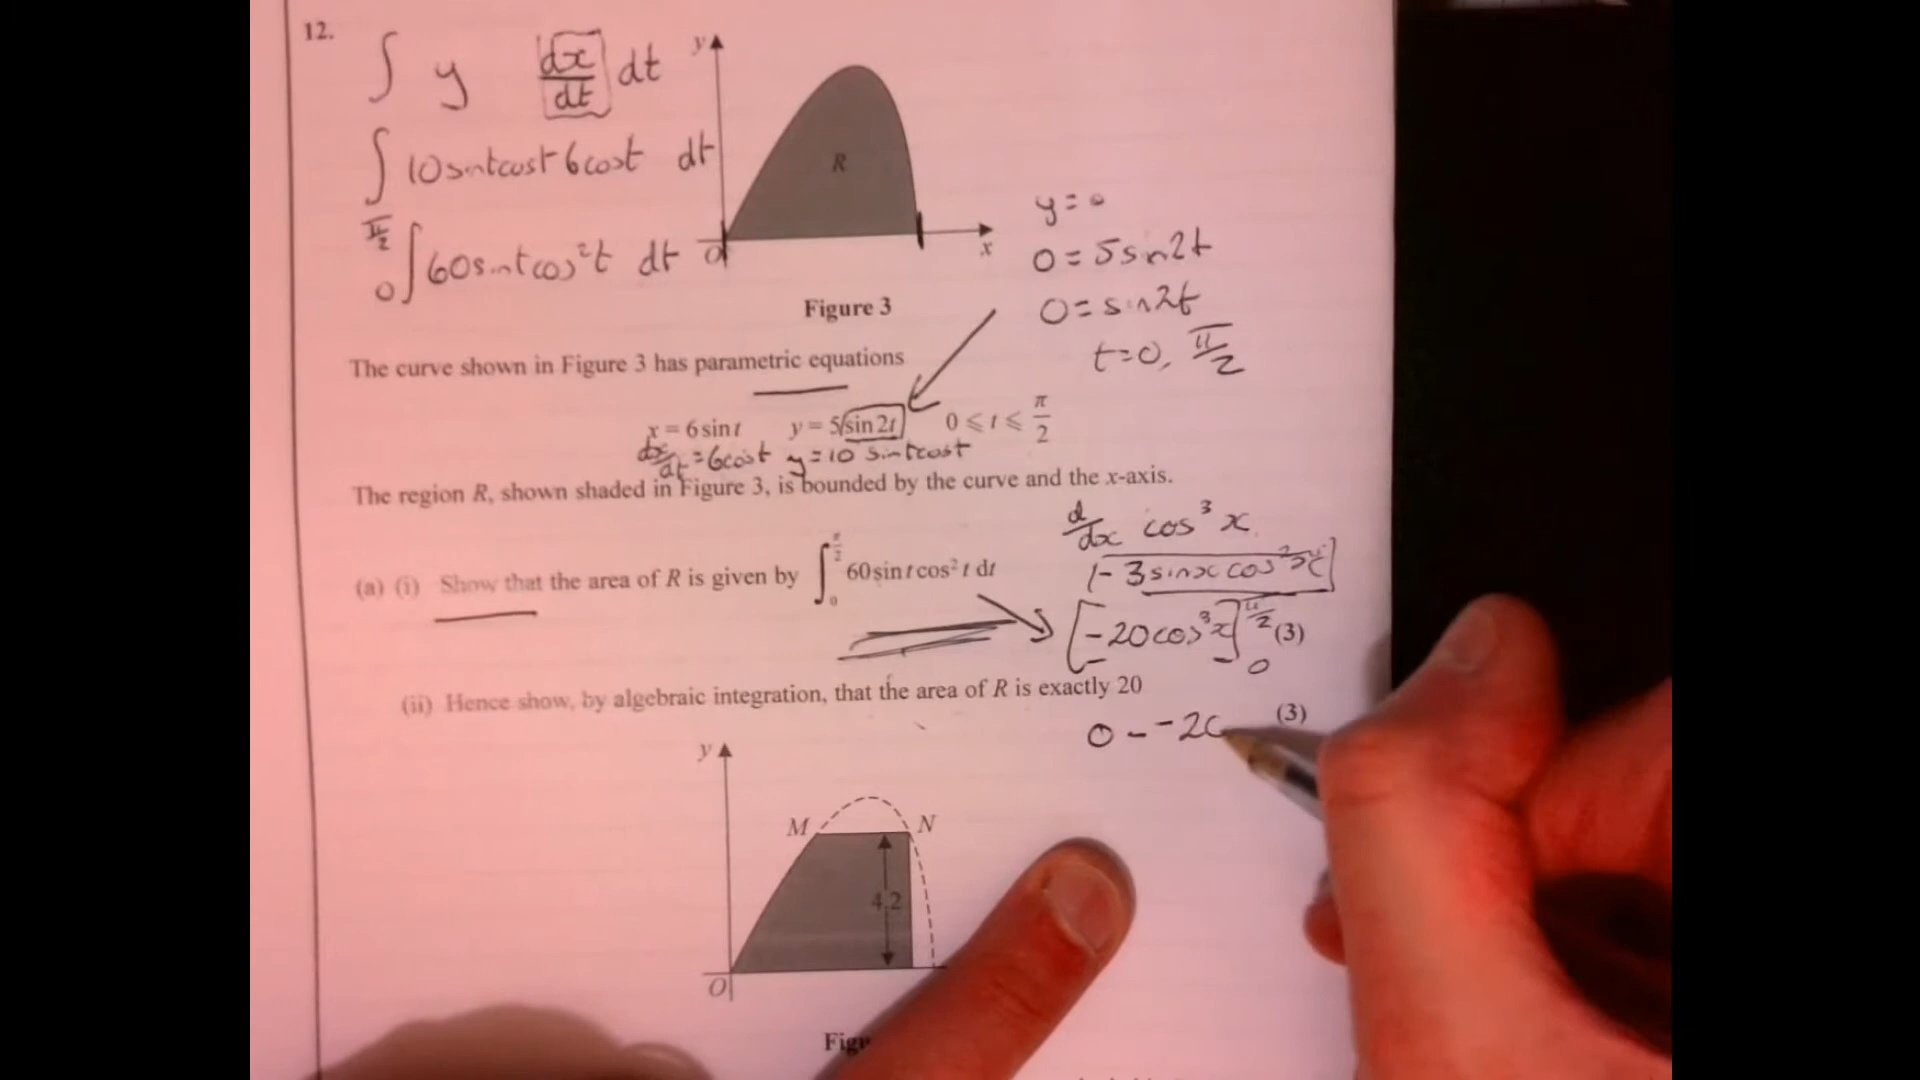 12.
∫ y dx/dt dt
∫ 10sintcost 6cost dt
π/2 ∫ 0 60sintcos²t dt
y
R
O
x
Figure 3
y = 0
0 = 5sin2t
0 = sin2t
t=0, π/2
The curve shown in Figure 3 has parametric equations
x = 6 sin t y = 5 sin 2t 0 ⩽ t ⩽ π/2
dx/dt = 6cost y = 10 sintcost
The region R, shown shaded in Figure 3, is bounded by the curve and the x-axis.
d/dx cos³x
- 3sinx cos²x
(a) (i) Show that the area of R is given by ∫ 0 π/2 60 sin t cos² t dt
[-20cos³x] π/2 0
(3)
(ii) Hence show, by algebraic integration, that the area of R is exactly 20
(3)
0 - -20
y
M
N
4.2
O